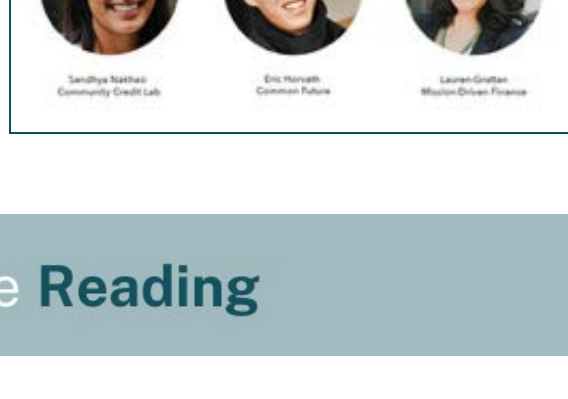 Sandhya Nakhasi
Community Credit Lab
Eric Horvath
Common Future
Lauren Grattan
Mission Driven Finance
e Reading